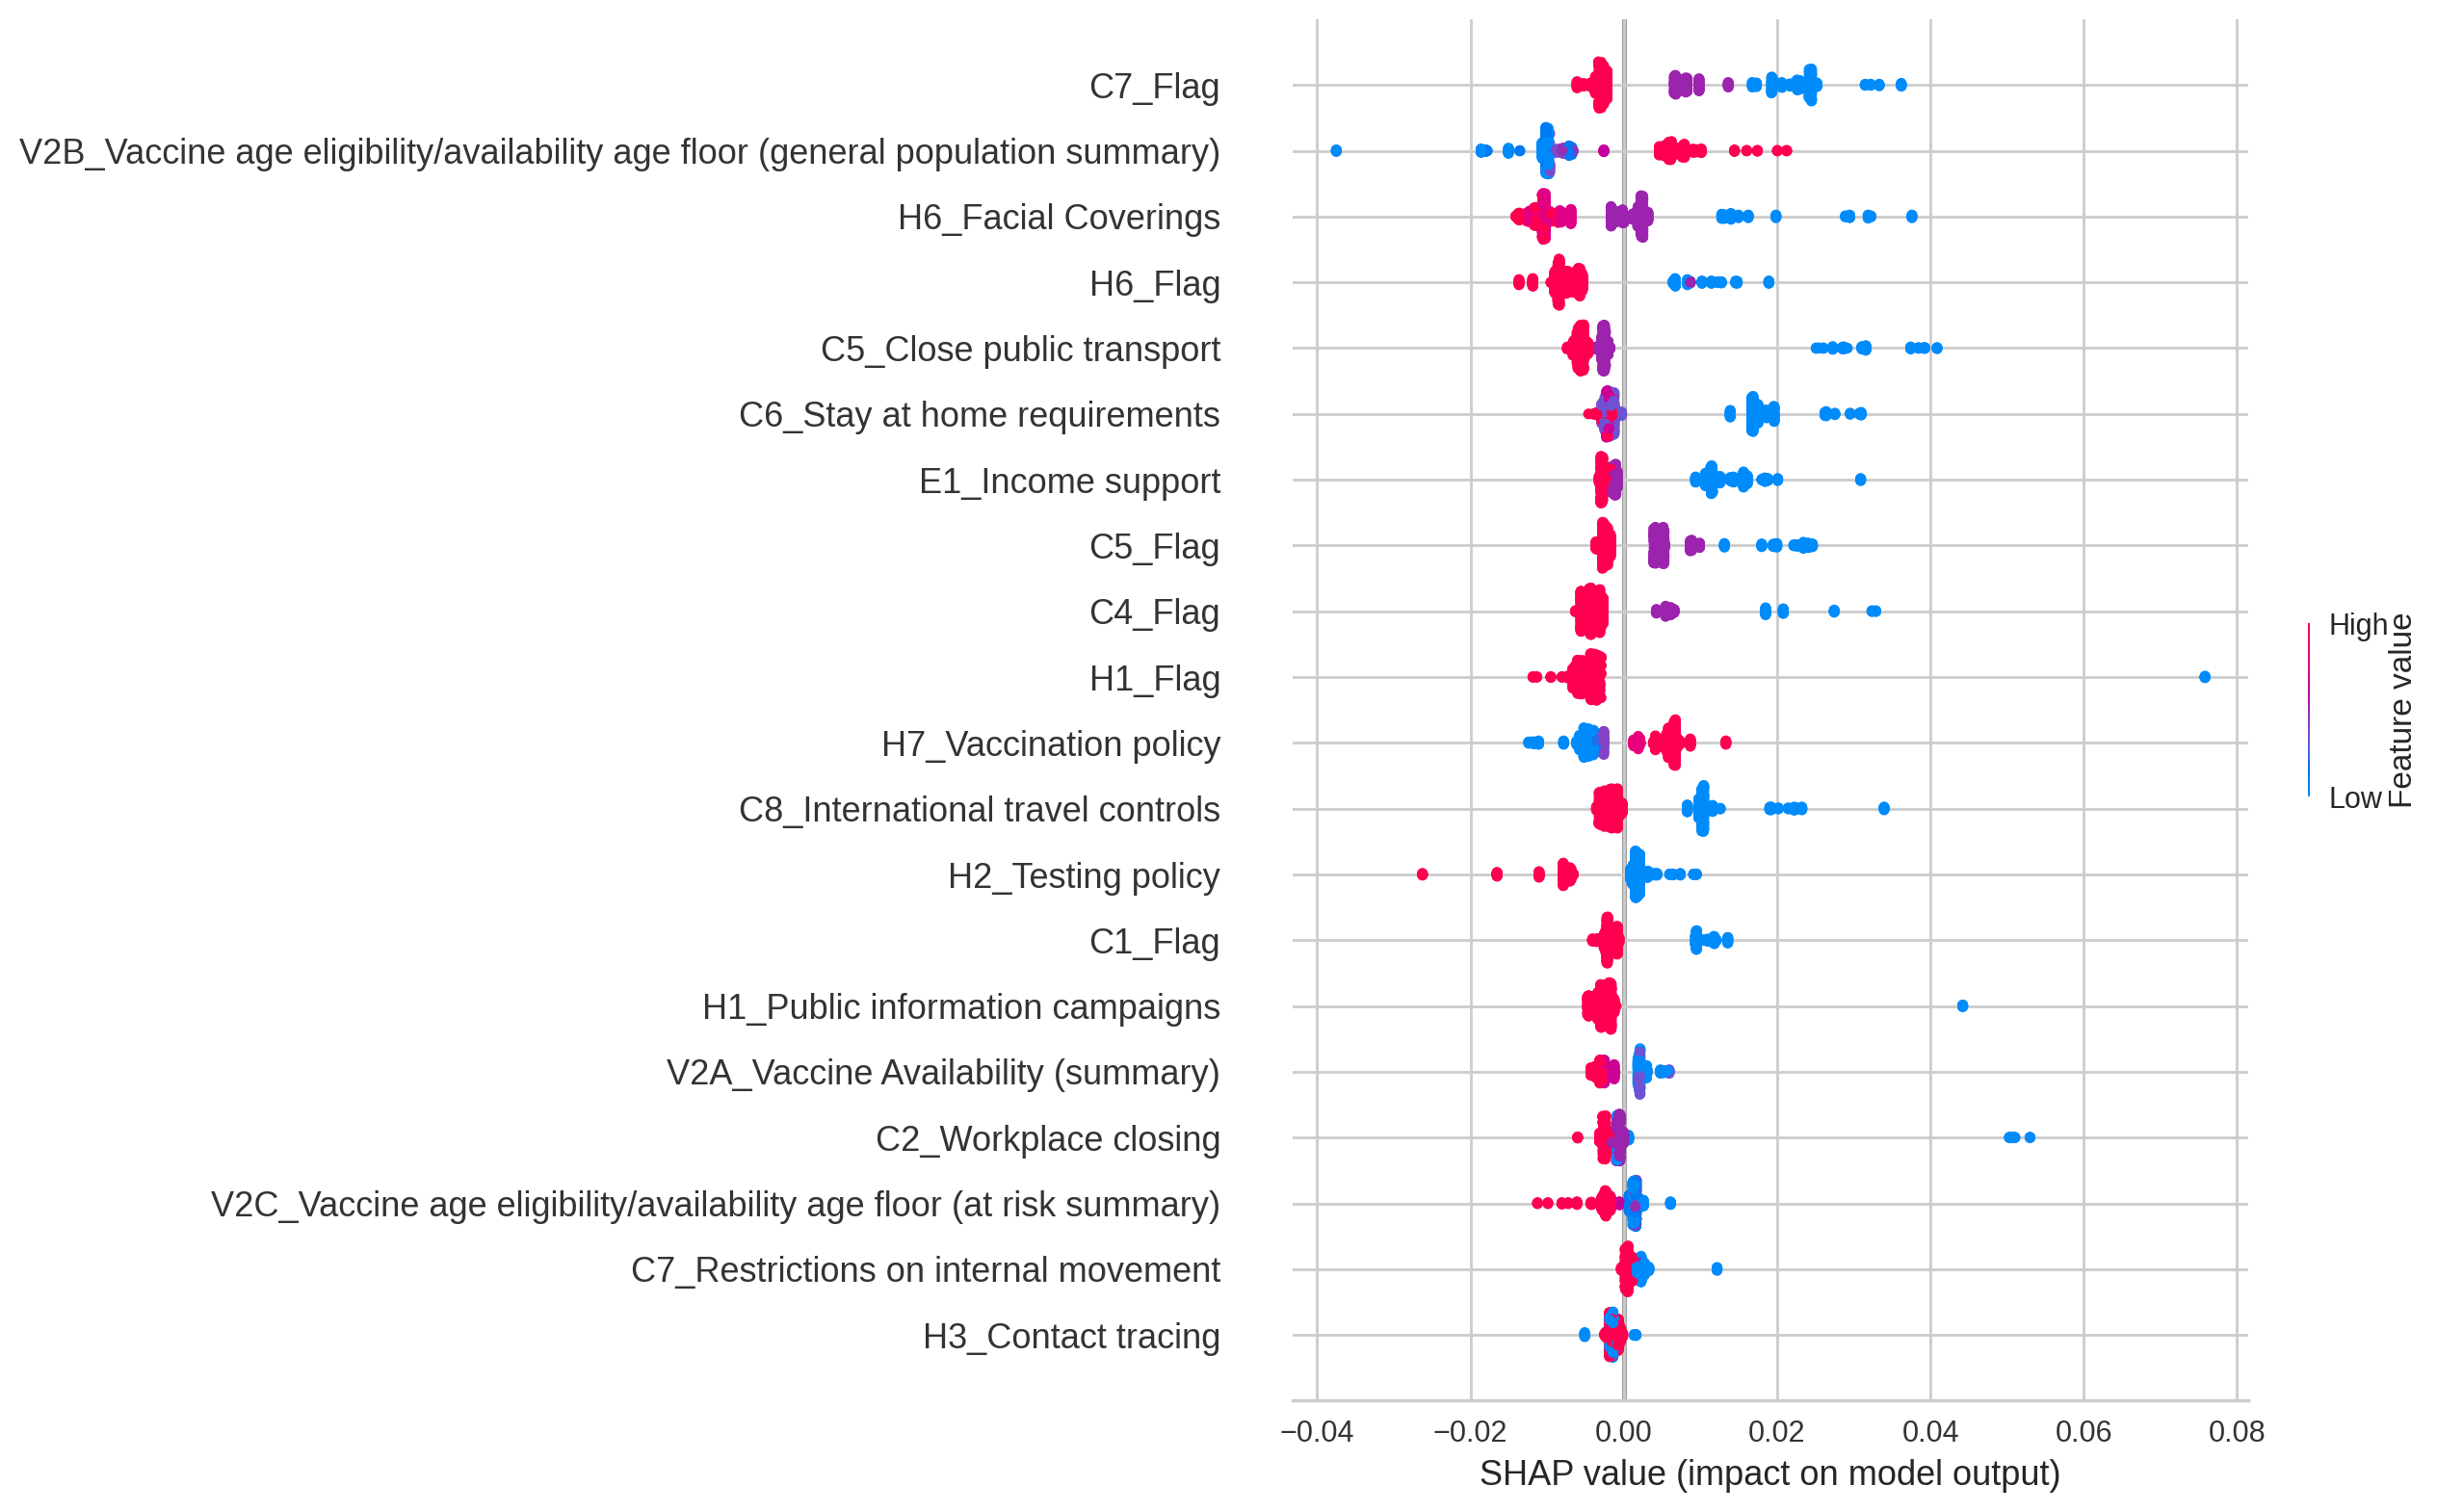 C7_Flag
V2B_Vaccine age eligibility/availability age floor (general population summary)
H6_Facial Coverings
H6_Flag
C5_Close public transport
C6_Stay at home requirements
E1_Income support
C5_Flag
C4_Flag
H1_Flag
H7_Vaccination policy
C8_International travel controls
H2_Testing policy
C1_Flag
H1_Public information campaigns
V2A_Vaccine Availability (summary)
C2_Workplace closing
V2C_Vaccine age eligibility/availability age floor (at risk summary)
C7_Restrictions on internal movement
H3_Contact tracing
−0.04 −0.02 0.00 0.02 0.04 0.06 0.08
SHAP value (impact on model output)
High
Low
Feature value